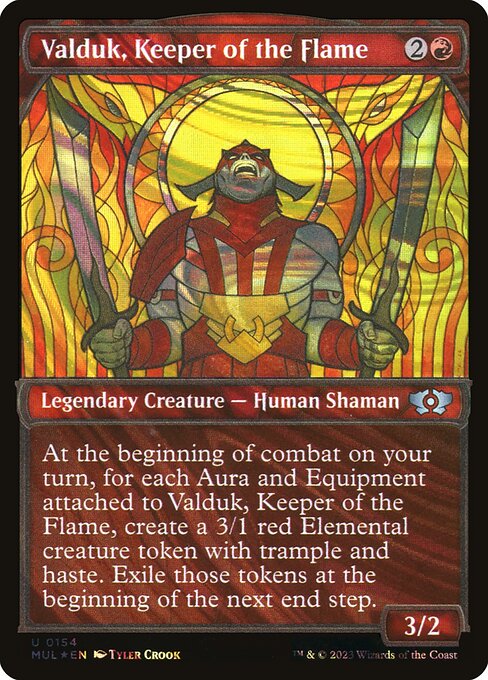 Valduk, Keeper of the Flame 2
Legendary Creature — Human Shaman
At the beginning of combat on your
turn, for each Aura and Equipment
attached to Valduk, Keeper of the
Flame, create a 3/1 red Elemental
creature token with trample and
haste. Exile those tokens at the
beginning of the next end step.
3/2
U 0154
MUL★EN Tyler Crook
™ & © 2023 Wizards of the Coast